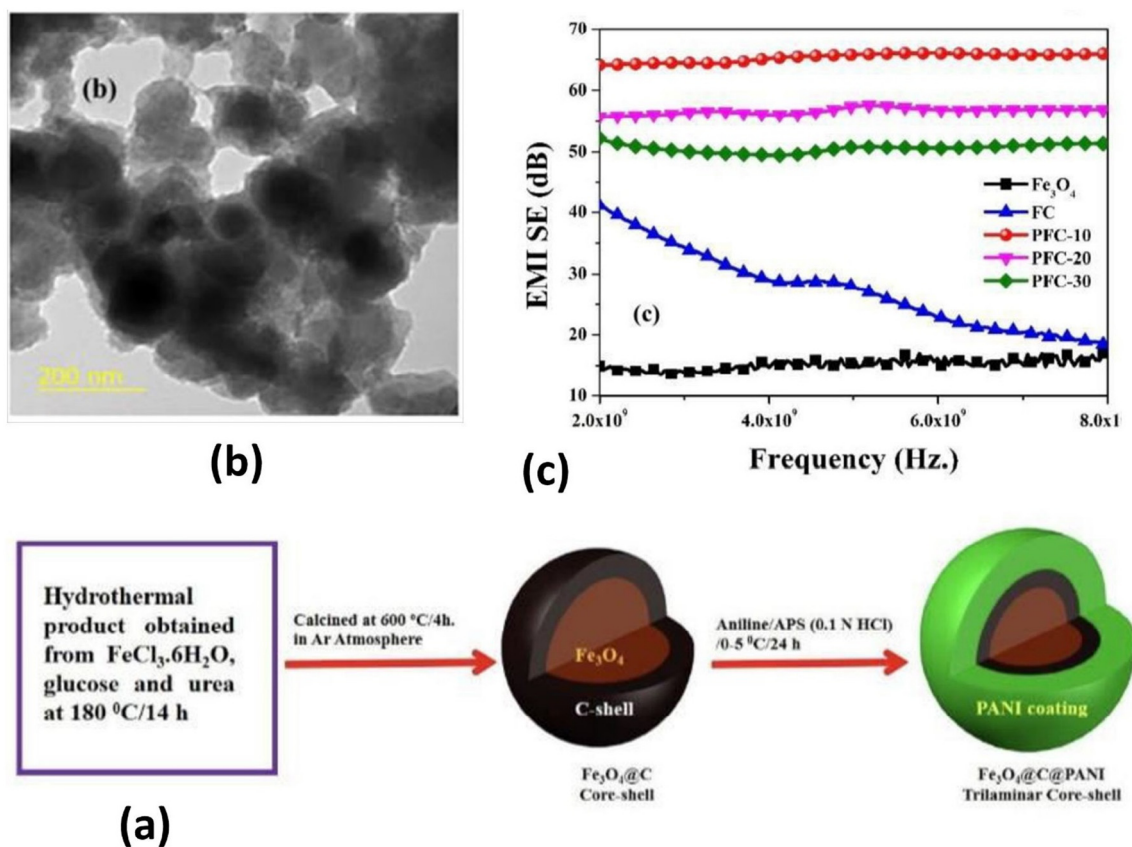 (b)
200 nm
(b)
70
60
50
40
30
20
10
EMI SE (dB)
Fe₃O₄
FC
PFC-10
PFC-20
PFC-30
(c)
2.0x10⁹
4.0x10⁹
6.0x10⁹
8.0x1
Frequency (Hz.)
(c)
Hydrothermal
product obtained
from FeCl₃.6H₂O,
glucose and urea
at 180 ⁰C/14 h
Calcined at 600 °C/4h.
in Ar Atmosphere
Fe₃O₄
C-shell
Fe₃O₄@C
Core-shell
Aniline/APS (0.1 N HCl)
/0-5 ⁰C/24 h
PANI coating
Fe₃O₄@C@PANI
Trilaminar Core-shell
(a)